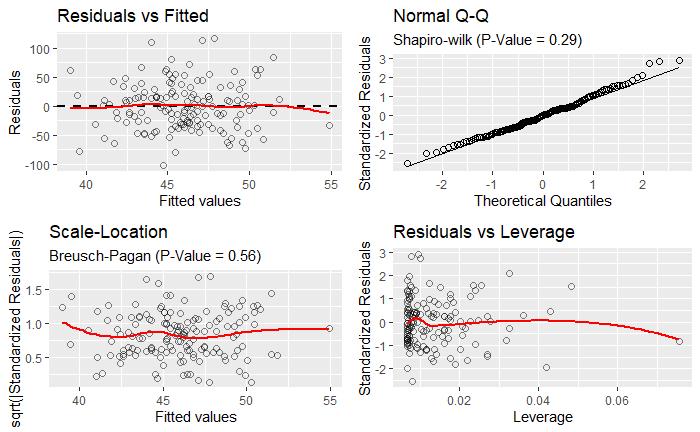 Residuals vs Fitted
Residuals
100
50
0
-50
-100
40
45
50
55
Fitted values
Normal Q-Q
Shapiro-wilk (P-Value = 0.29)
Standardized Residuals
3
2
1
0
-1
-2
-2
-1
0
1
2
Theoretical Quantiles
Scale-Location
Breusch-Pagan (P-Value = 0.56)
sqrt(|Standardized Residuals|)
1.5
1.0
0.5
40
45
50
55
Fitted values
Residuals vs Leverage
Standardized Residuals
3
2
1
0
-1
-2
0.02
0.04
0.06
Leverage